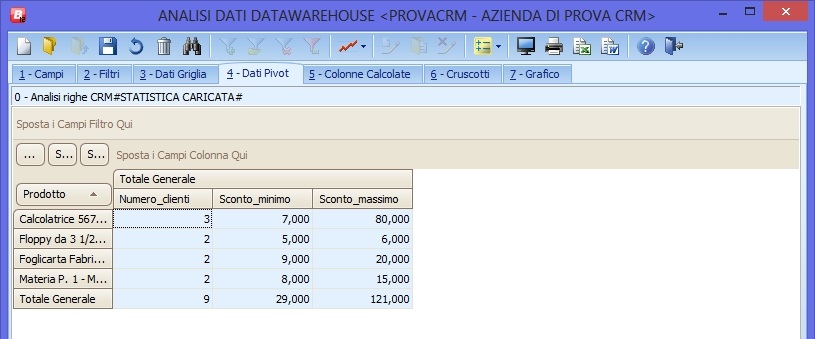 ANALISI DATI DATAWAREHOUSE <PROVACRM - AZIENDA DI PROVA CRM>
1 - Campi 2 - Filtri 3 - Dati Griglia 4 - Dati Pivot 5 - Colonne Calcolate 6 - Cruscotti 7 - Grafico
0 - Analisi righe CRM#STATISTICA CARICATA#
Sposta i Campi Filtro Qui
... S... S... Sposta i Campi Colonna Qui
Totale Generale
Prodotto Numero_clienti Sconto_minimo Sconto_massimo
Calcolatrice 567... 3 7,000 80,000
Floppy da 3 1/2... 2 5,000 6,000
Foglicarta Fabri... 2 9,000 20,000
Materia P. 1 - M... 2 8,000 15,000
Totale Generale 9 29,000 121,000